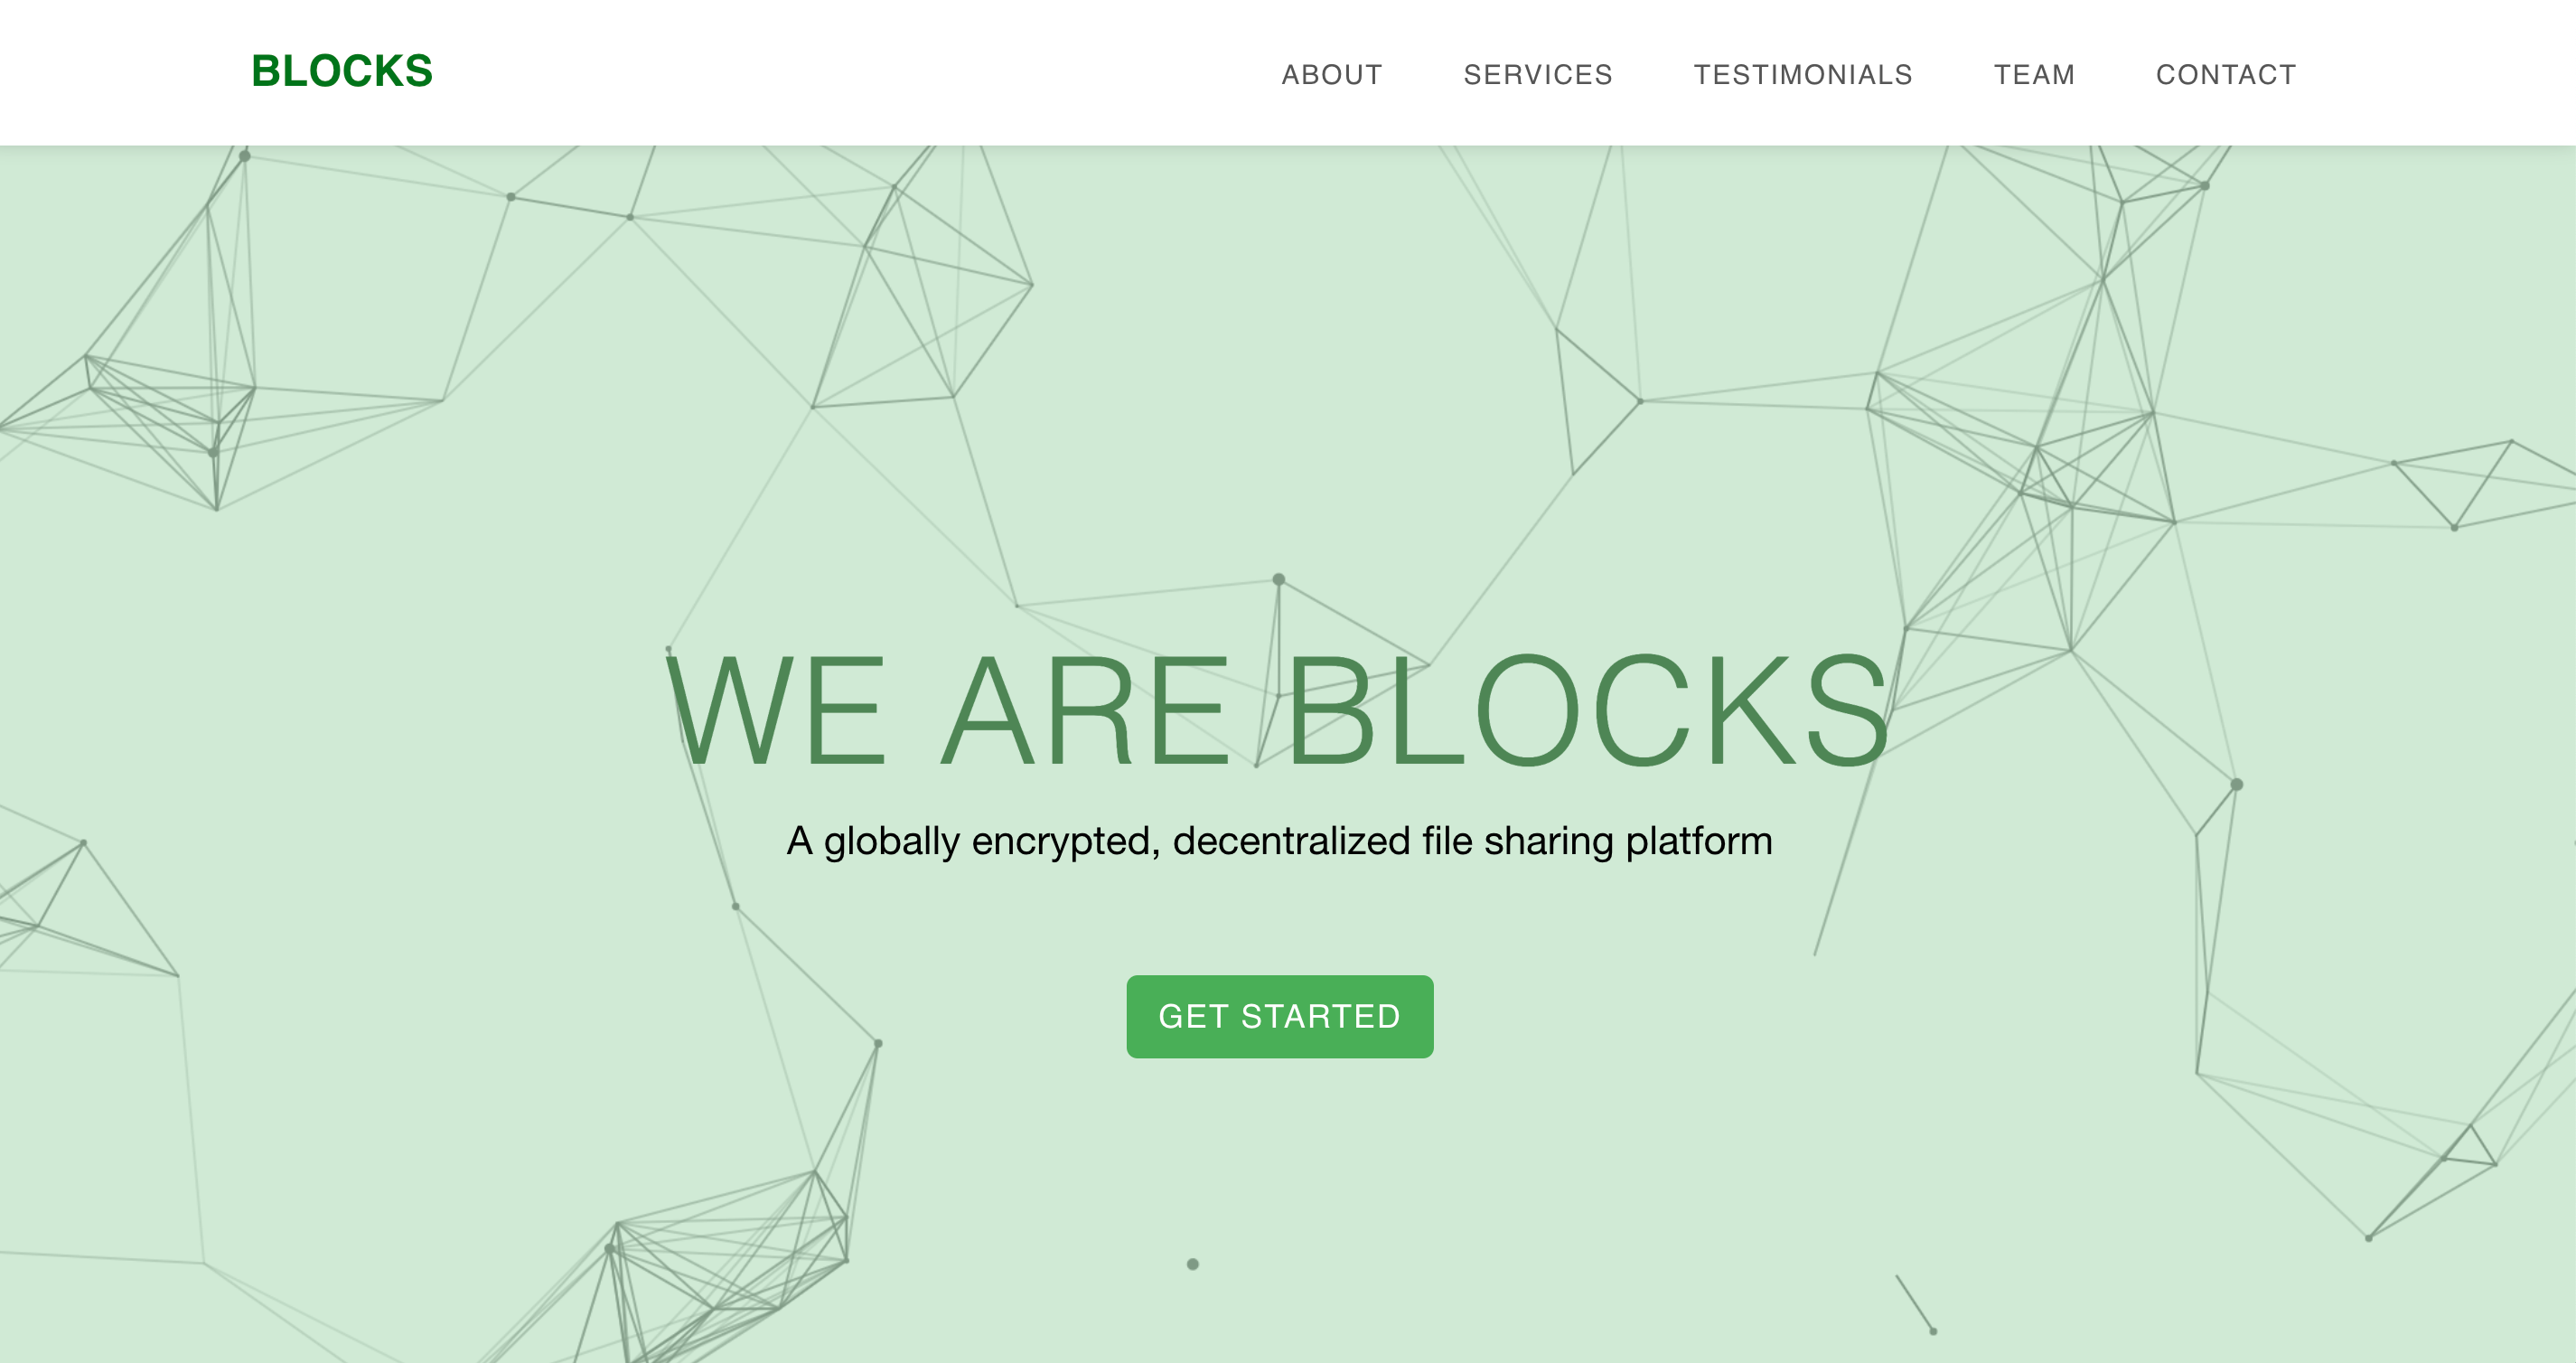 BLOCKS
ABOUT SERVICES TESTIMONIALS TEAM CONTACT
WE ARE BLOCKS
A globally encrypted, decentralized file sharing platform
GET STARTED